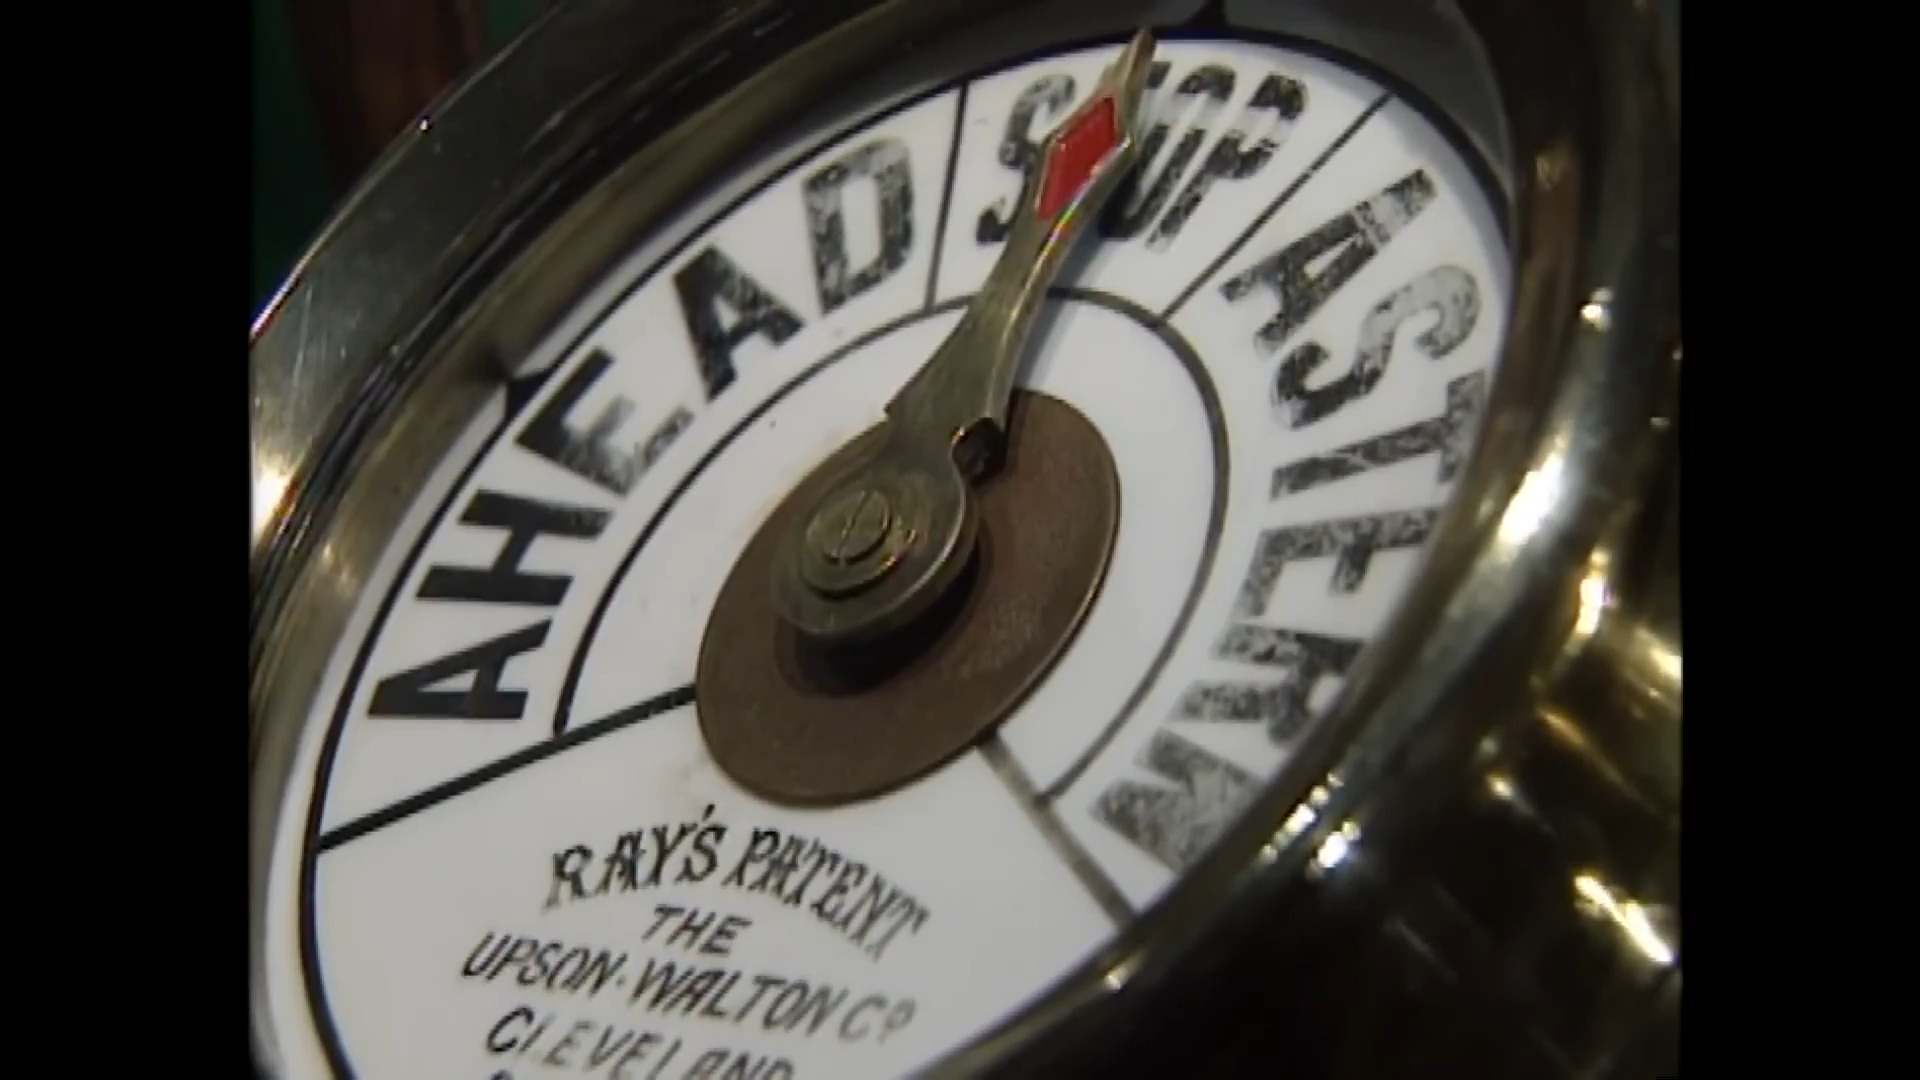 AHEAD
STOP
ASTERN
RAY'S PATENT
THE
UPSON-WALTON CO
CLEVELAND